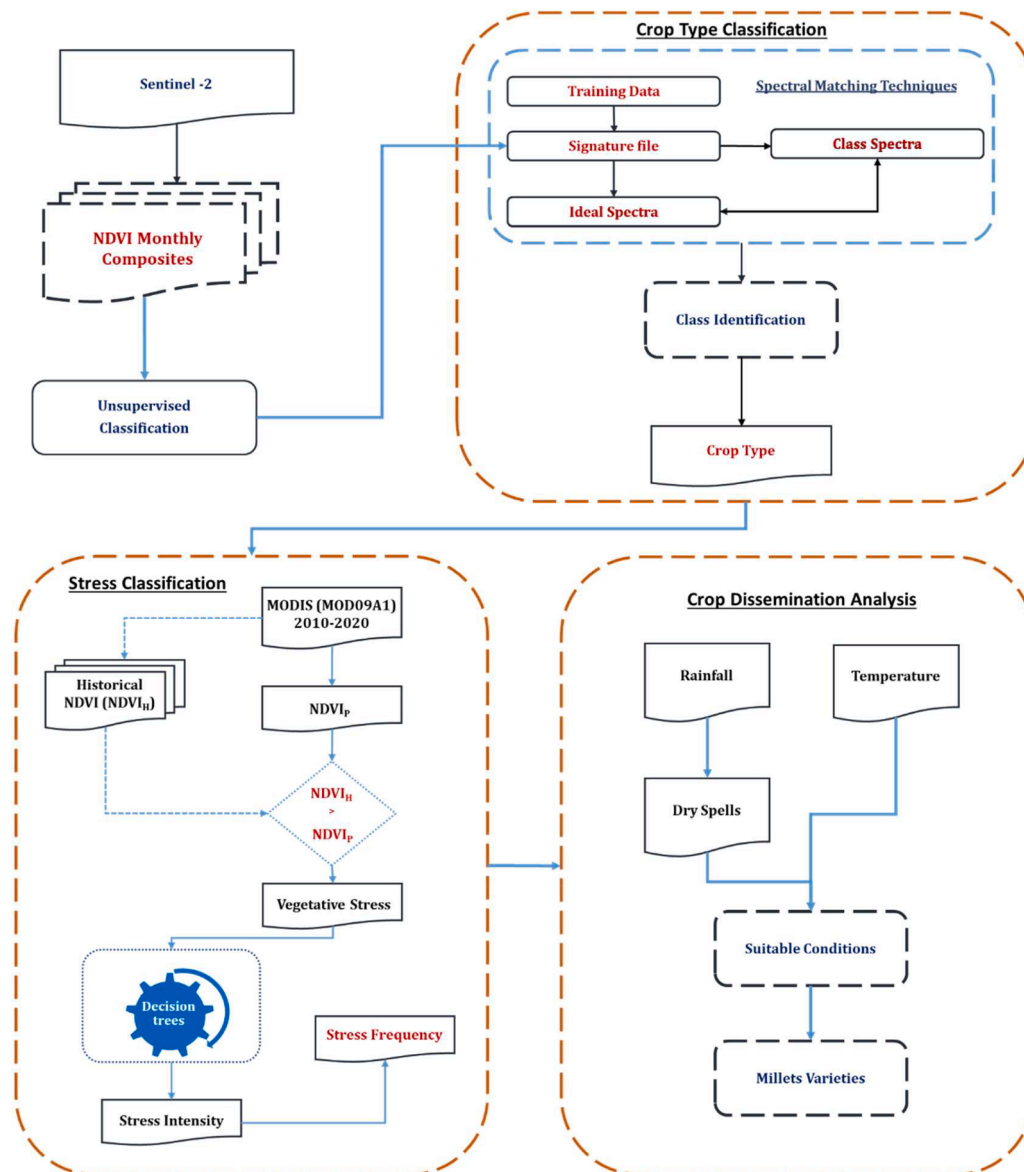 Sentinel -2
NDVI Monthly
Composites
Unsupervised
Classification
Crop Type Classification
Spectral Matching Techniques
Training Data
Signature file
Class Spectra
Ideal Spectra
Class Identification
Crop Type
Stress Classification
MODIS (MOD09A1)
2010-2020
Historical
NDVI (NDVIH)
NDVIP
NDVIH
>
NDVIP
Vegetative Stress
Decision
trees
Stress Frequency
Stress Intensity
Crop Dissemination Analysis
Rainfall
Temperature
Dry Spells
Suitable Conditions
Millets Varieties